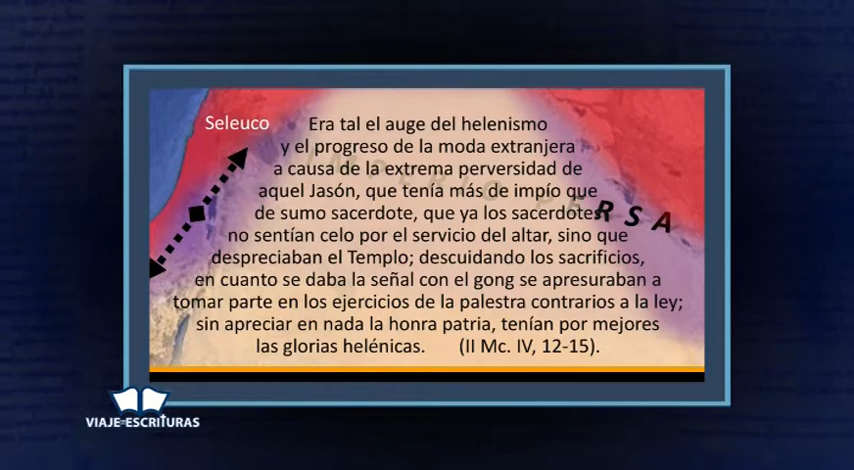 Seleuco
IMPERIO PERSA
Era tal el auge del helenismo
y el progreso de la moda extranjera
a causa de la extrema perversidad de
aquel Jasón, que tenía más de impío que
de sumo sacerdote, que ya los sacerdotes
no sentían celo por el servicio del altar, sino que
despreciaban el Templo; descuidando los sacrificios,
en cuanto se daba la señal con el gong se apresuraban a
tomar parte en los ejercicios de la palestra contrarios a la ley;
sin apreciar en nada la honra patria, tenían por mejores
las glorias helénicas. (II Mc. IV, 12-15).
VIAJE=ESCRITURAS